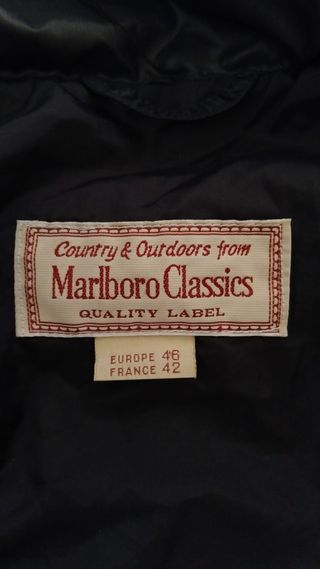 Country & Outdoors from
Marlboro Classics
QUALITY LABEL
EUROPE 46
FRANCE 42